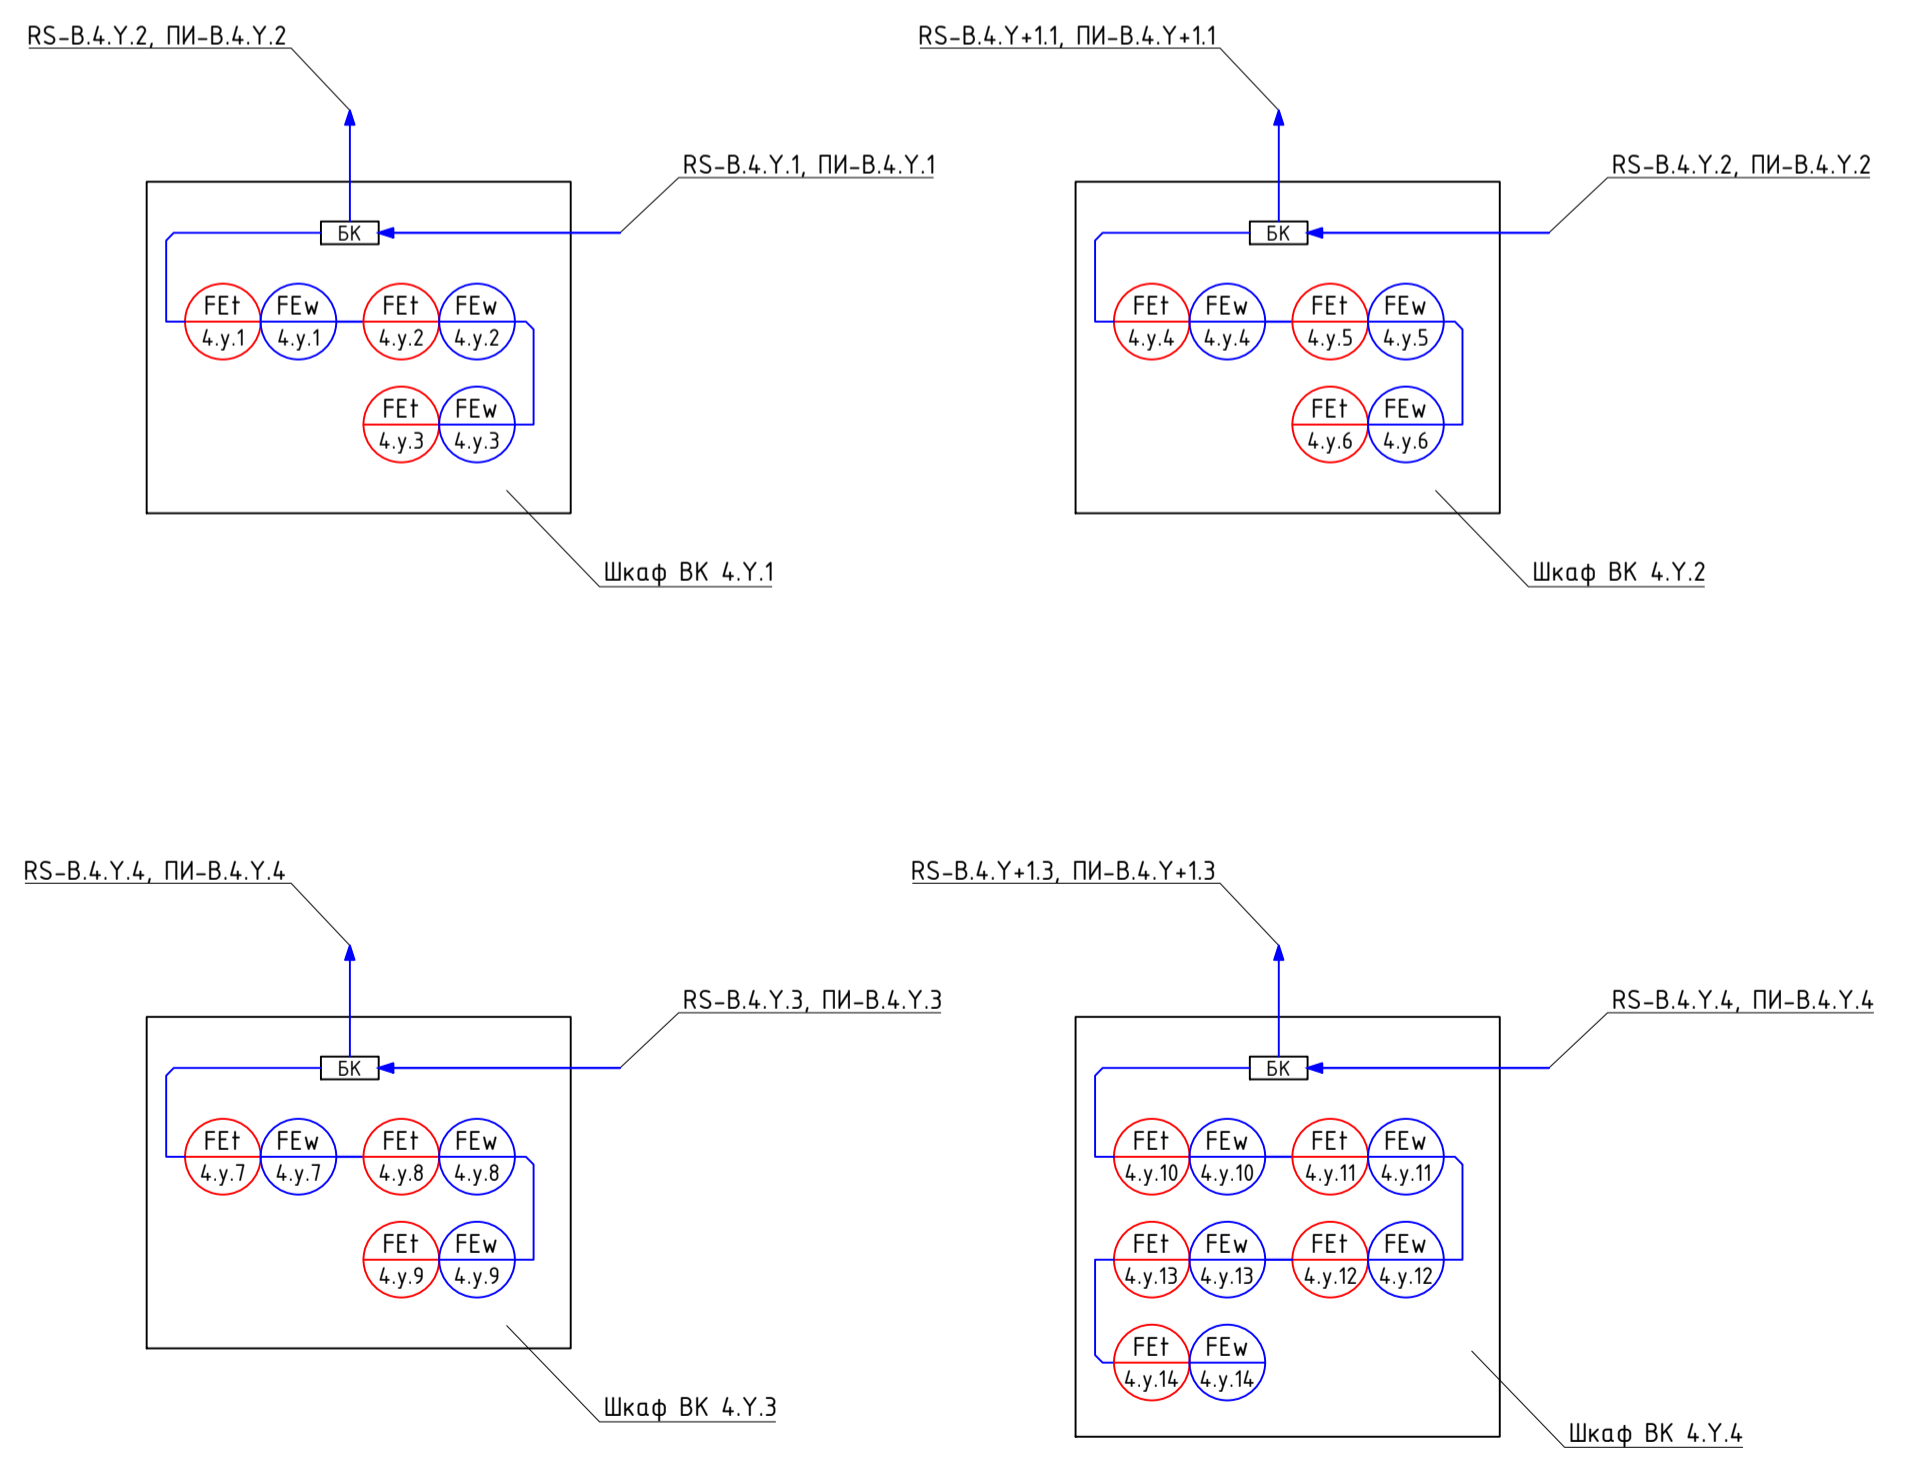 RS-В.4.Y.2, ПИ-В.4.Y.2
RS-В.4.Y.1, ПИ-В.4.Y.1
БК
FEt
4.y.1
FEw
4.y.1
FEt
4.y.2
FEw
4.y.2
FEt
4.y.3
FEw
4.y.3
Шкаф ВК 4.Y.1
RS-В.4.Y+1.1, ПИ-В.4.Y+1.1
RS-В.4.Y.2, ПИ-В.4.Y.2
БК
FEt
4.y.4
FEw
4.y.4
FEt
4.y.5
FEw
4.y.5
FEt
4.y.6
FEw
4.y.6
Шкаф ВК 4.Y.2
RS-В.4.Y.4, ПИ-В.4.Y.4
RS-В.4.Y.3, ПИ-В.4.Y.3
БК
FEt
4.y.7
FEw
4.y.7
FEt
4.y.8
FEw
4.y.8
FEt
4.y.9
FEw
4.y.9
Шкаф ВК 4.Y.3
RS-В.4.Y+1.3, ПИ-В.4.Y+1.3
RS-В.4.Y.4, ПИ-В.4.Y.4
БК
FEt
4.y.10
FEw
4.y.10
FEt
4.y.11
FEw
4.y.11
FEt
4.y.13
FEw
4.y.13
FEt
4.y.12
FEw
4.y.12
FEt
4.y.14
FEw
4.y.14
Шкаф ВК 4.Y.4